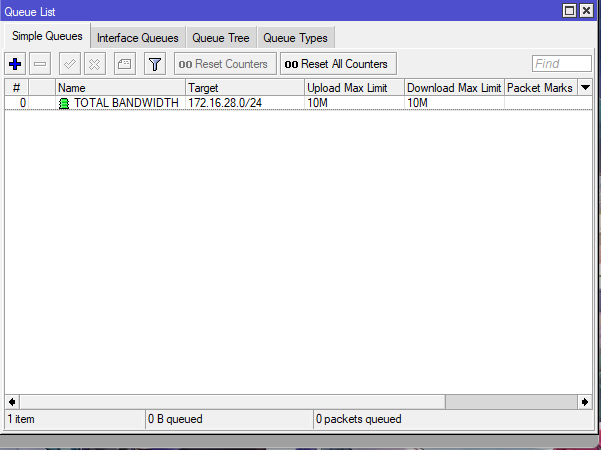 Queue List
Simple Queues Interface Queues Queue Tree Queue Types
00 Reset Counters 00 Reset All Counters Find
# Name Target Upload Max Limit Download Max Limit Packet Marks
0 TOTAL BANDWIDTH 172.16.28.0/24 10M 10M
1 item 0 B queued 0 packets queued